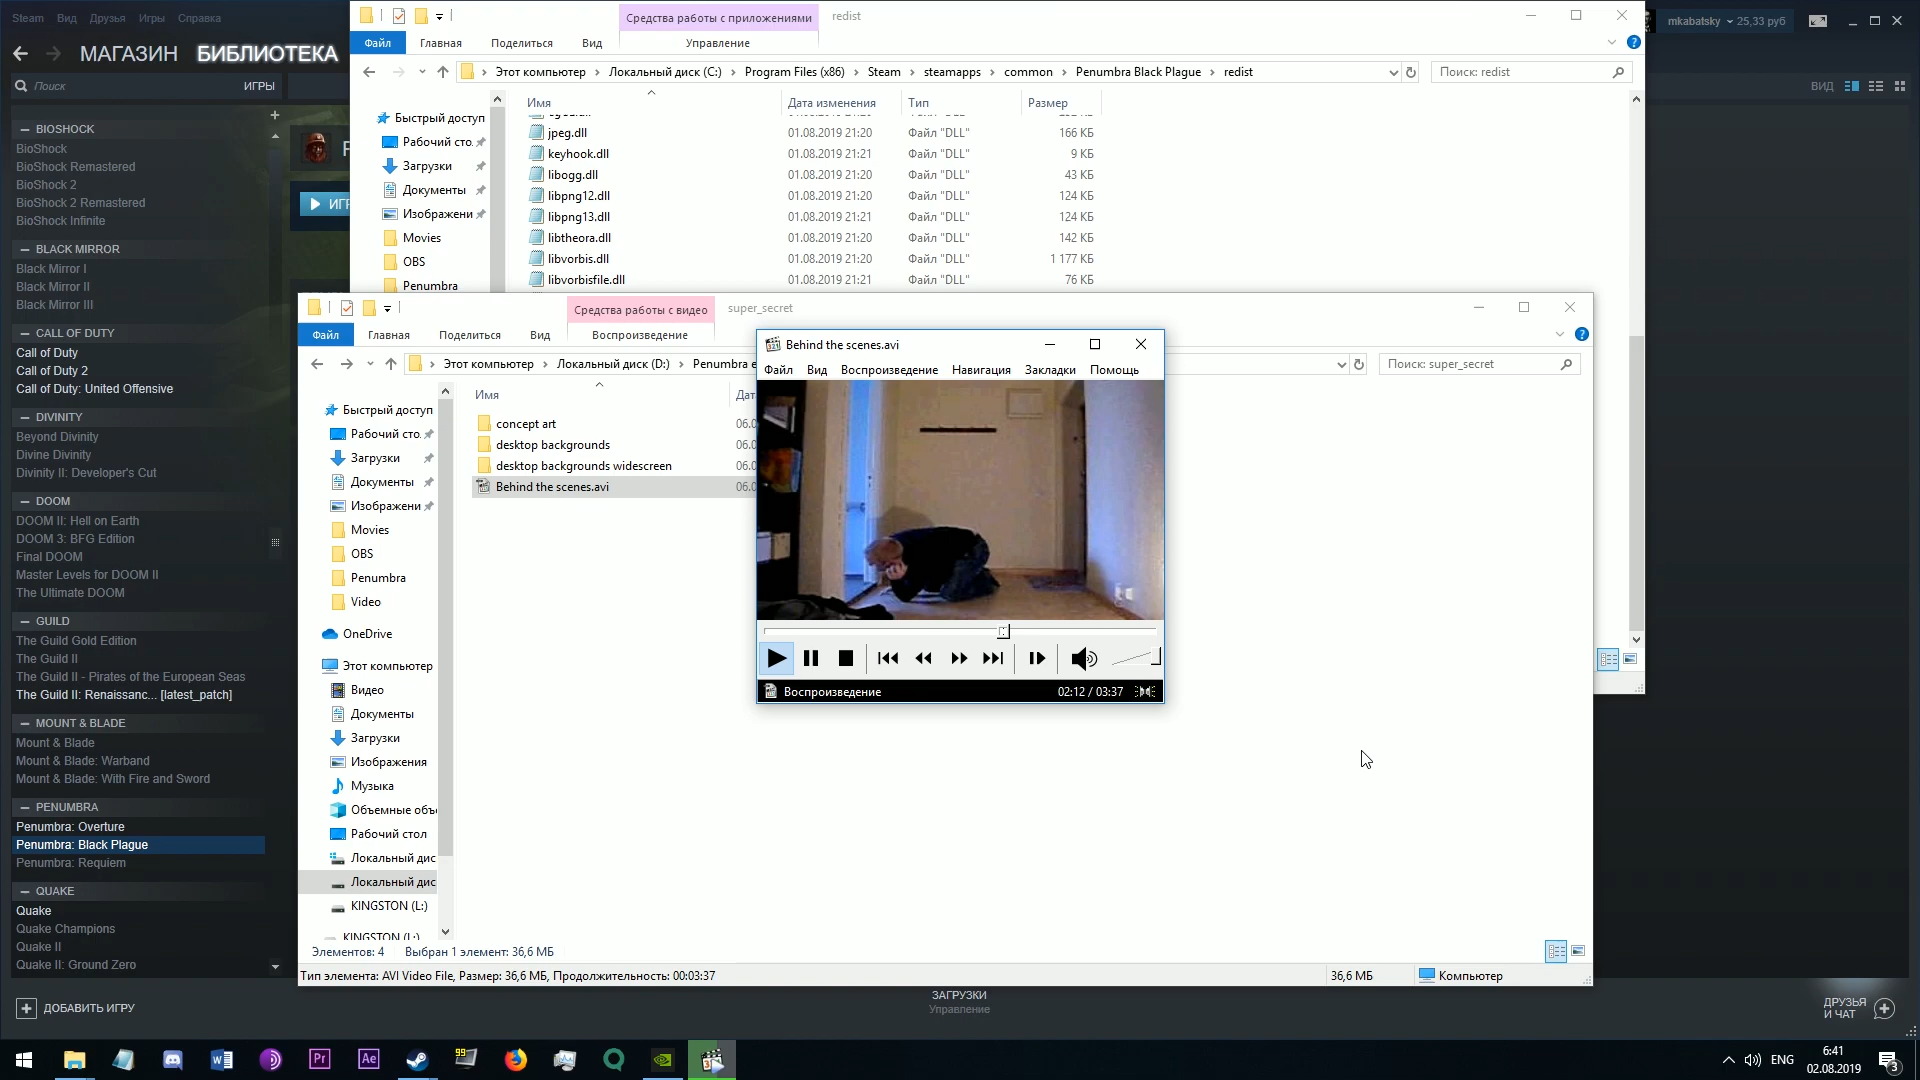 Steam Вид Друзья Игры Справка
МАГАЗИН БИБЛИОТЕКА
Поиск ИГРЫ
BIOSHOCK
BioShock
BioShock Remastered
BioShock 2
BioShock 2 Remastered
BioShock Infinite
BLACK MIRROR
Black Mirror I
Black Mirror II
Black Mirror III
CALL OF DUTY
Call of Duty
Call of Duty 2
Call of Duty: United Offensive
DIVINITY
Beyond Divinity
Divine Divinity
Divinity II: Developer's Cut
DOOM
DOOM II: Hell on Earth
DOOM 3: BFG Edition
Final DOOM
Master Levels for DOOM II
The Ultimate DOOM
GUILD
The Guild Gold Edition
The Guild II
The Guild II - Pirates of the European Seas
The Guild II: Renaissanc... [latest_patch]
MOUNT & BLADE
Mount & Blade
Mount & Blade: Warband
Mount & Blade: With Fire and Sword
PENUMBRA
Penumbra: Overture
Penumbra: Black Plague
Penumbra: Requiem
QUAKE
Quake
Quake Champions
Quake II
Quake II: Ground Zero
ДОБАВИТЬ ИГРУ
ЗАГРУЗКИ
Управление
ДРУЗЬЯ
И ЧАТ
mkabatsky 25,33 руб
ВИД
Средства работы с приложениями redist
Файл Главная Поделиться Вид Управление
Этот компьютер Локальный диск (C:) Program Files (x86) Steam steamapps common Penumbra Black Plague redist
Поиск: redist
Быстрый доступ
Рабочий сто.
Загрузки
Документы
Изображени
Movies
OBS
Penumbra
Имя Дата изменения Тип Размер
jpeg.dll 01.08.2019 21:20 Файл "DLL" 166 КБ
keyhook.dll 01.08.2019 21:21 Файл "DLL" 9 КБ
libogg.dll 01.08.2019 21:20 Файл "DLL" 43 КБ
libpng12.dll 01.08.2019 21:20 Файл "DLL" 124 КБ
libpng13.dll 01.08.2019 21:21 Файл "DLL" 124 КБ
libtheora.dll 01.08.2019 21:20 Файл "DLL" 142 КБ
libvorbis.dll 01.08.2019 21:20 Файл "DLL" 1 177 КБ
libvorbisfile.dll 01.08.2019 21:21 Файл "DLL" 76 КБ
Средства работы с видео super_secret
Файл Главная Поделиться Вид Воспроизведение
Этот компьютер Локальный диск (D:) Penumbra e
Поиск: super_secret
Быстрый доступ
Рабочий сто.
Загрузки
Документы
Изображени
Movies
OBS
Penumbra
Video
OneDrive
Этот компьютер
Видео
Документы
Загрузки
Изображения
Музыка
Объемные объ
Рабочий стол
Локальный дис
Локальный дис
KINGSTON (L:)
KINGSTON (L:)
Имя Дат
concept art 06.0
desktop backgrounds 06.0
desktop backgrounds widescreen 06.0
Behind the scenes.avi 06.0
Элементов: 4 Выбран 1 элемент: 36,6 МБ
Тип элемента: AVI Video File, Размер: 36,6 МБ, Продолжительность: 00:03:37 36,6 МБ Компьютер
Behind the scenes.avi
Файл Вид Воспроизведение Навигация Закладки Помощь
Воспроизведение 02:12 / 03:37
ENG
6:41
02.08.2019
3